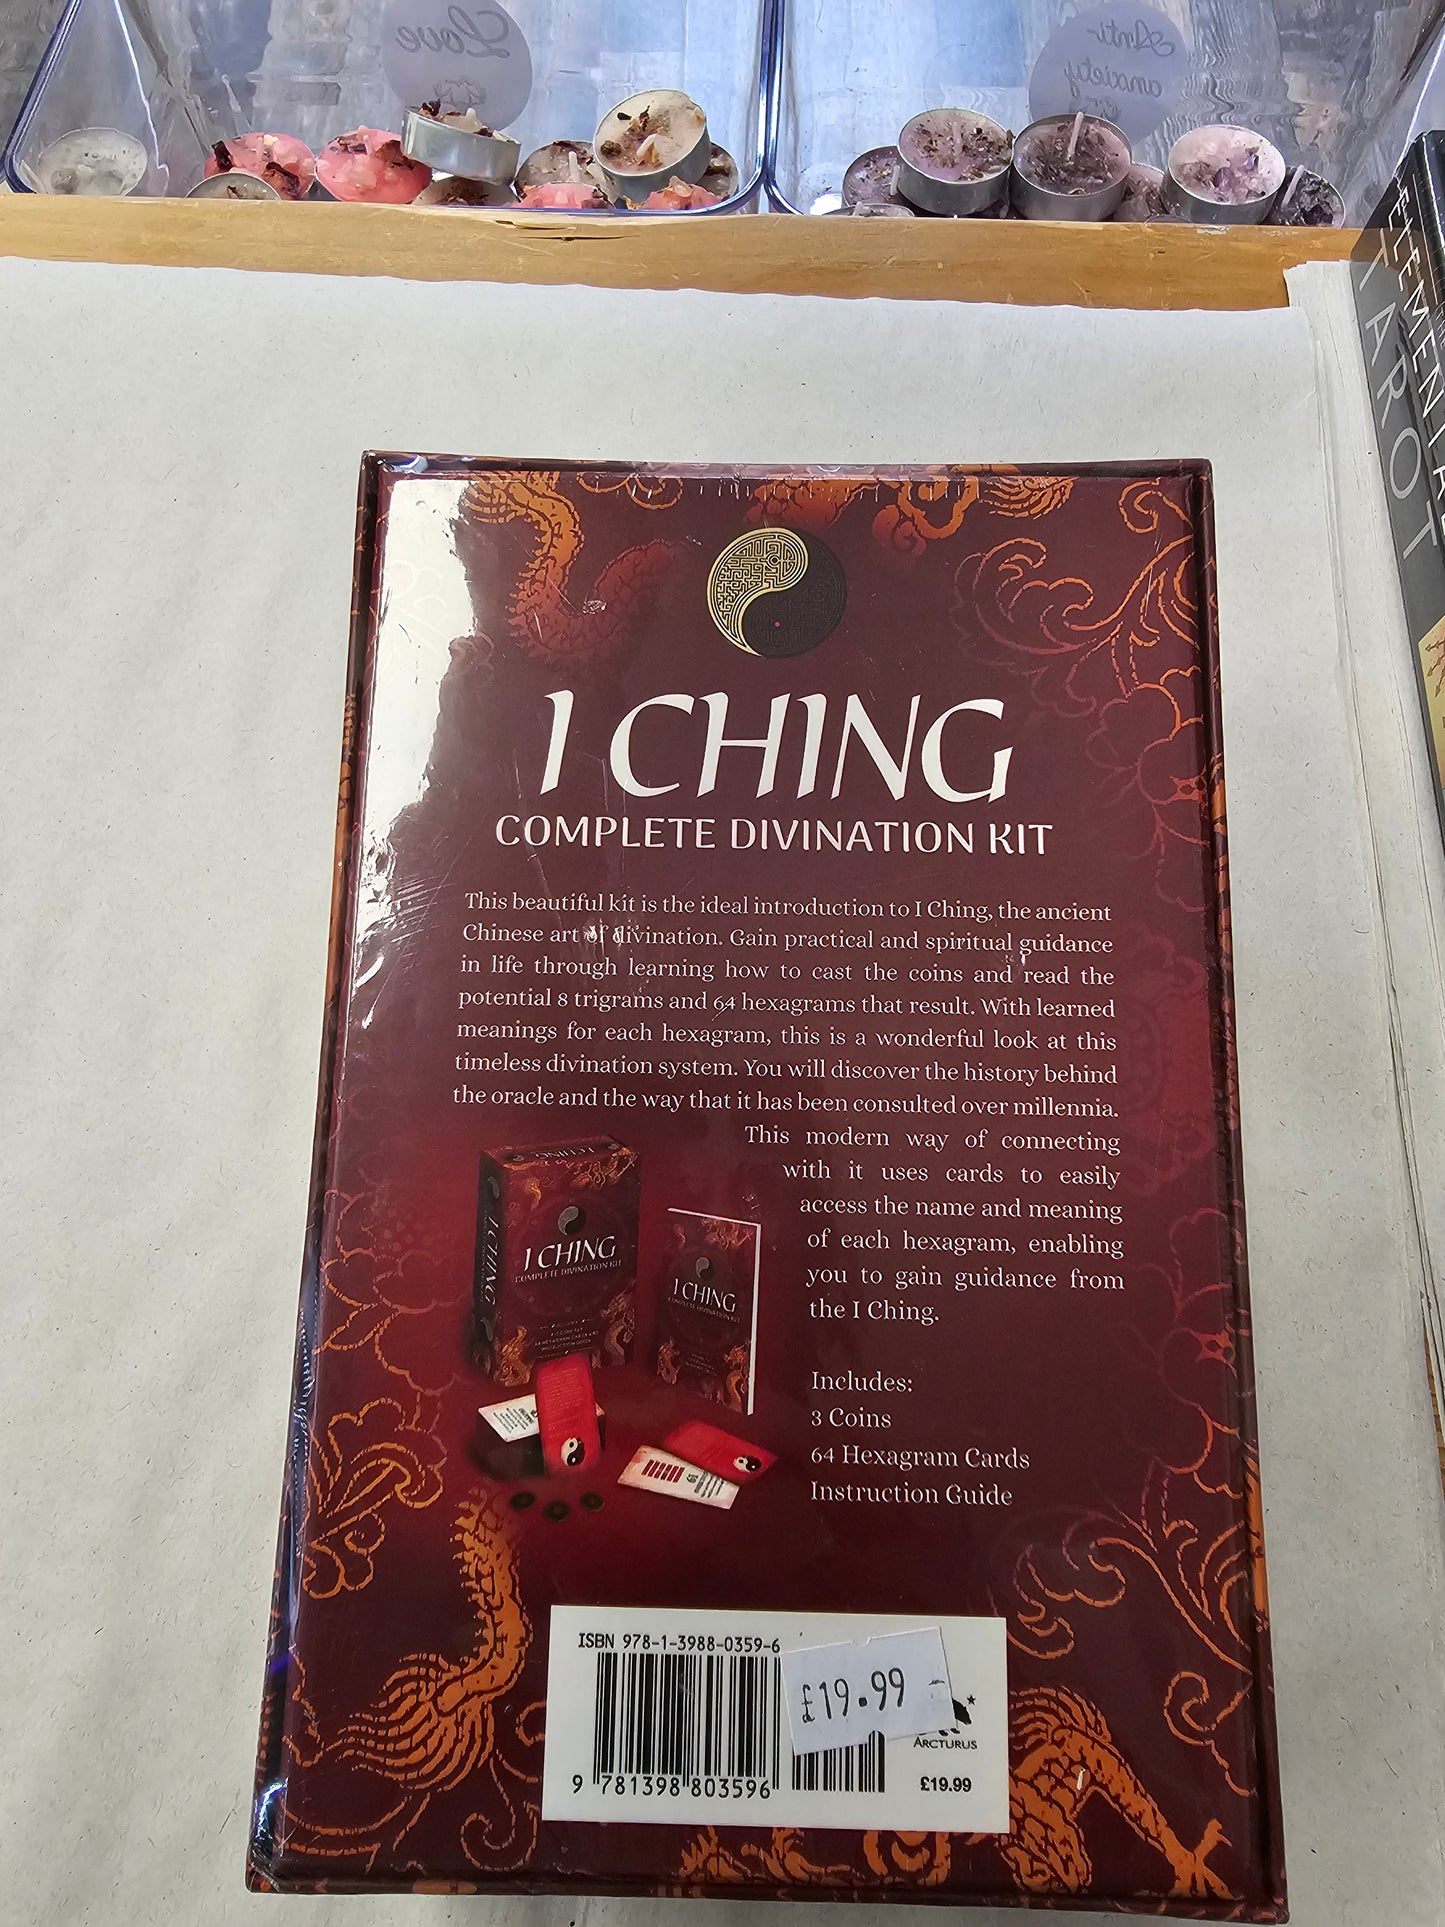 Love
Anti-
anxiety
ELEMENTAL
TAROT
I CHING
COMPLETE DIVINATION KIT
This beautiful kit is the ideal introduction to I Ching, the ancient
Chinese art of divination. Gain practical and spiritual guidance
in life through learning how to cast the coins and read the
potential 8 trigrams and 64 hexagrams that result. With learned
meanings for each hexagram, this is a wonderful look at this
timeless divination system. You will discover the history behind
the oracle and the way that it has been consulted over millennia.
This modern way of connecting
with it uses cards to easily
access the name and meaning
of each hexagram, enabling
you to gain guidance from
the I Ching.
I CHING
I CHING
COMPLETE DIVINATION KIT
I CHING
I CHING
COMPLETE DIVINATION KIT
Includes:
3 Coins
64 Hexagram Cards
Instruction Guide
61
ISBN 978-1-3988-0359-6
£19.99
ARCTURUS
9 781398 803596
£19.99